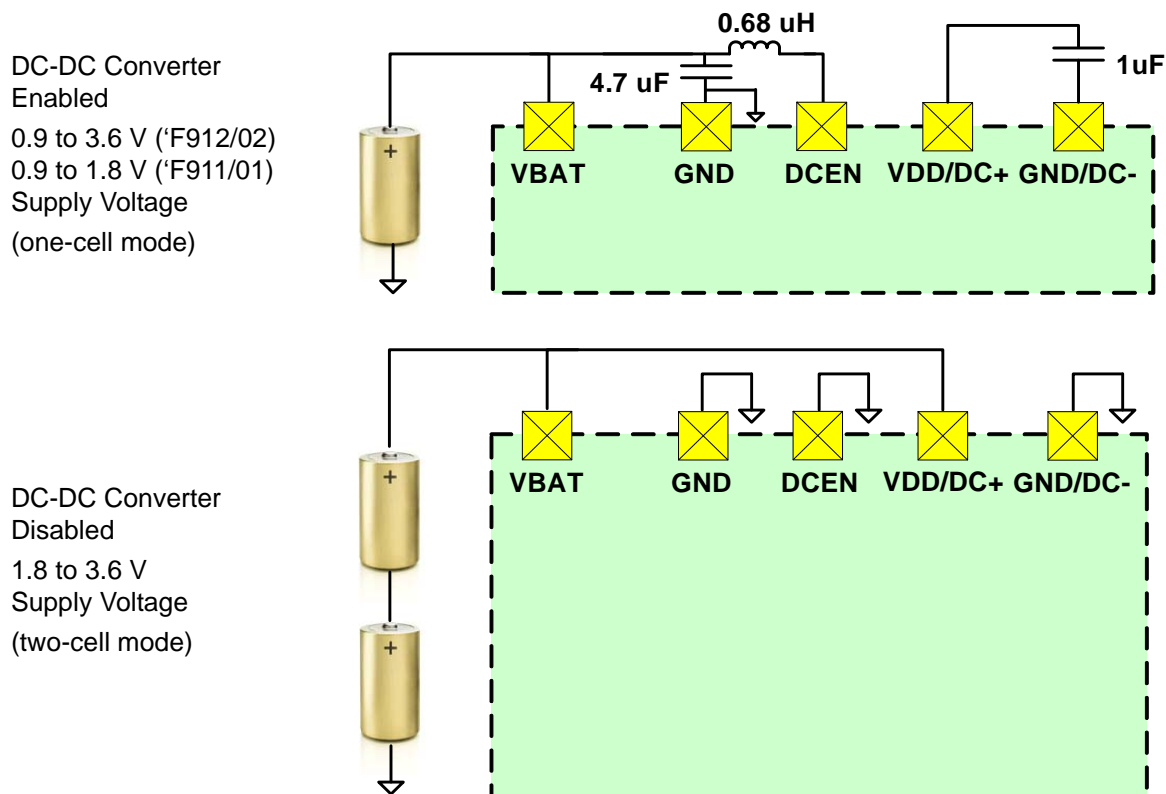 DC-DC Converter
Enabled
0.9 to 3.6 V (‘F912/02)
0.9 to 1.8 V (‘F911/01)
Supply Voltage
(one-cell mode)
0.68 uH
4.7 uF
1uF
+
VBAT
GND
DCEN
VDD/DC+
GND/DC-
DC-DC Converter
Disabled
1.8 to 3.6 V
Supply Voltage
(two-cell mode)
+
+
VBAT
GND
DCEN
VDD/DC+
GND/DC-